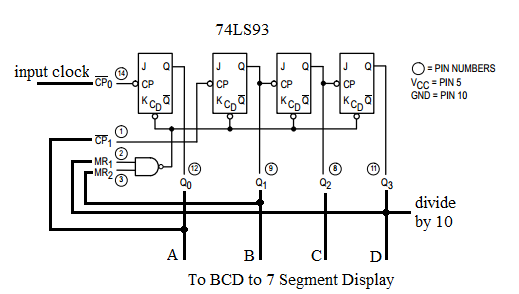 74LS93
J Q J Q J Q J Q
input clock CP0 14 CP CP CP CP
K CD Q K CD Q K CD Q K CD Q
= PIN NUMBERS
VCC = PIN 5
GND = PIN 10
1
CP1
2
MR1
MR2
3
12 9 8 11
Q0 Q1 Q2 Q3
divide
by 10
A B C D
To BCD to 7 Segment Display